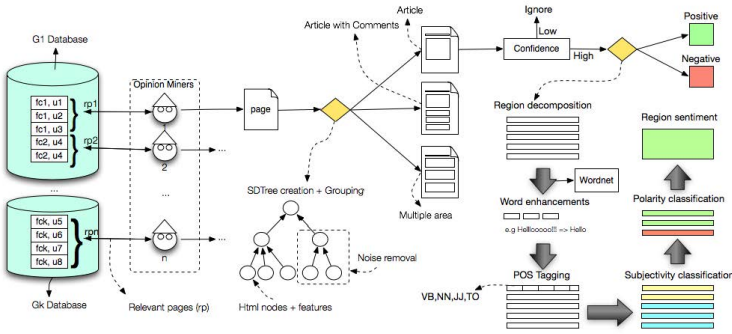 Article
Ignore
Positive
G1 Database
Article with Comments
Low
Confidence
High
Negative
Opinion Miners
fc1, u1
fc1, u2
fc1, u3
fc2, u4
fc2, u4
rp1
rp2
2
...
page
...
Region decomposition
Region sentiment
Wordnet
SDTree creation + Grouping
Multiple area
Word enhancements
e.g Hellooooo!!! => Hello
Polarity classification
...
...
fck, u5
fck, u6
fck, u7
fck, u8
rpn
n
...
Noise removal
POS Tagging
Subjectivity classification
VB,NN,JJ,TO
Gk Database
Relevant pages (rp)
Html nodes + features